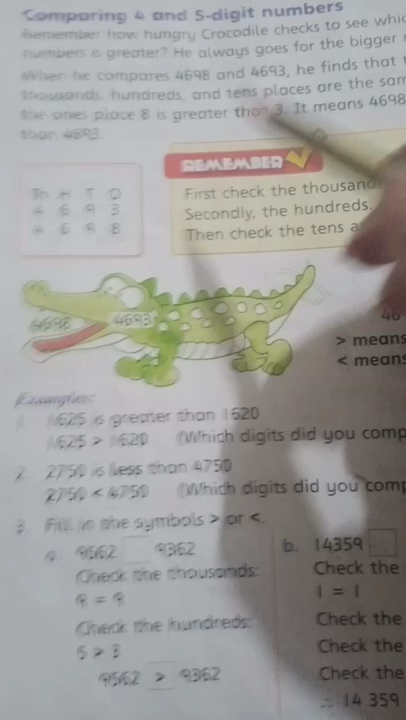 Comparing 4 and 5-digit numbers
Remember how hungry Crocodile checks to see
numbers is greater? He always goes for the bigger
When he compares 4698 and 4693, he finds that
thousands, hundreds, and tens places are the
the ones place 8 is greater than 3. It means 4698
than 4693.
REMEMBER
Th H T O
4 6 9 3
4 6 9 8
First check the
Secondly, the hundreds.
Then check the tens
4698 4693
> means
< means
Examples:
1. 1625 is greater than 1620
1625 > 1620 (Which digits did you
2. 2750 is less than 4750
2750 < 4750 (Which digits did you
3. Fill in the symbols > or <.
a. 9562 9362
Check the thousands:
9 = 9
Check the hundreds:
5 > 3
9562 > 9362
b. 14359
Check the
1 = 1
Check the
Check the
Check the
∴ 14 359